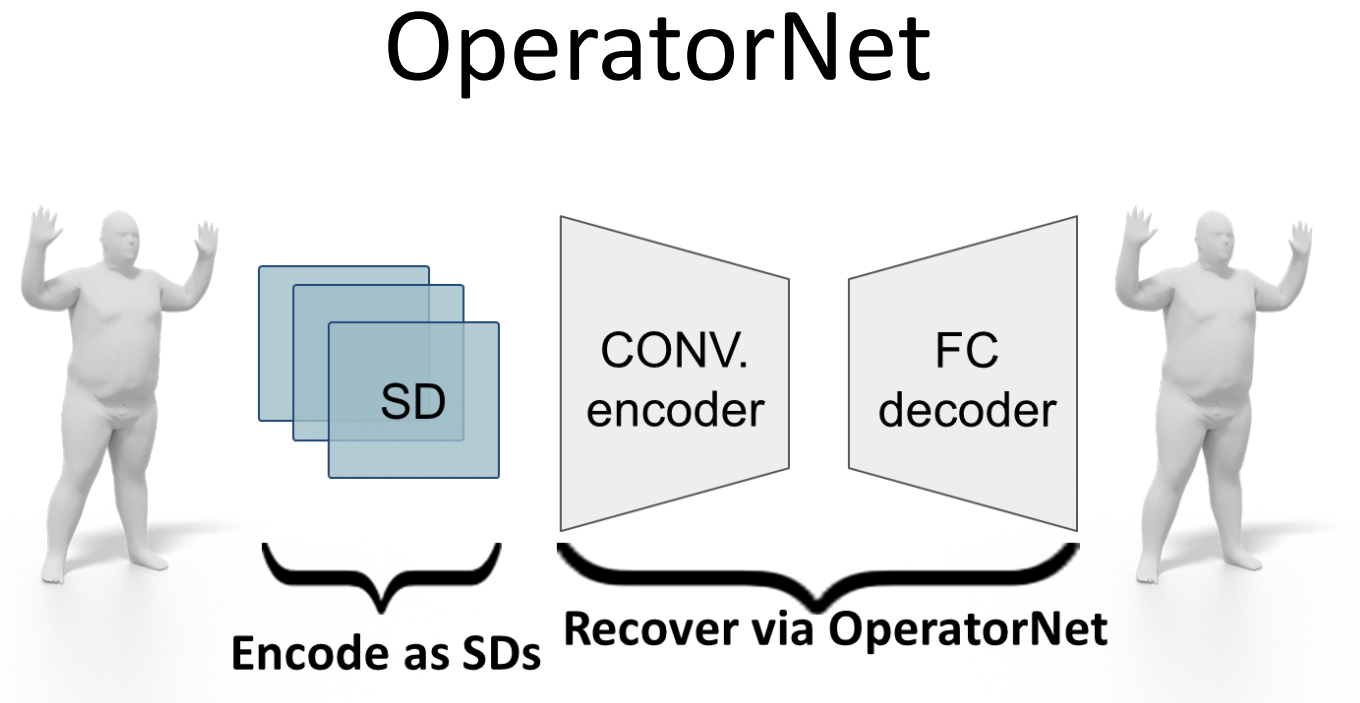 OperatorNet
SD
CONV.
encoder
FC
decoder
Encode as SDs
Recover via OperatorNet